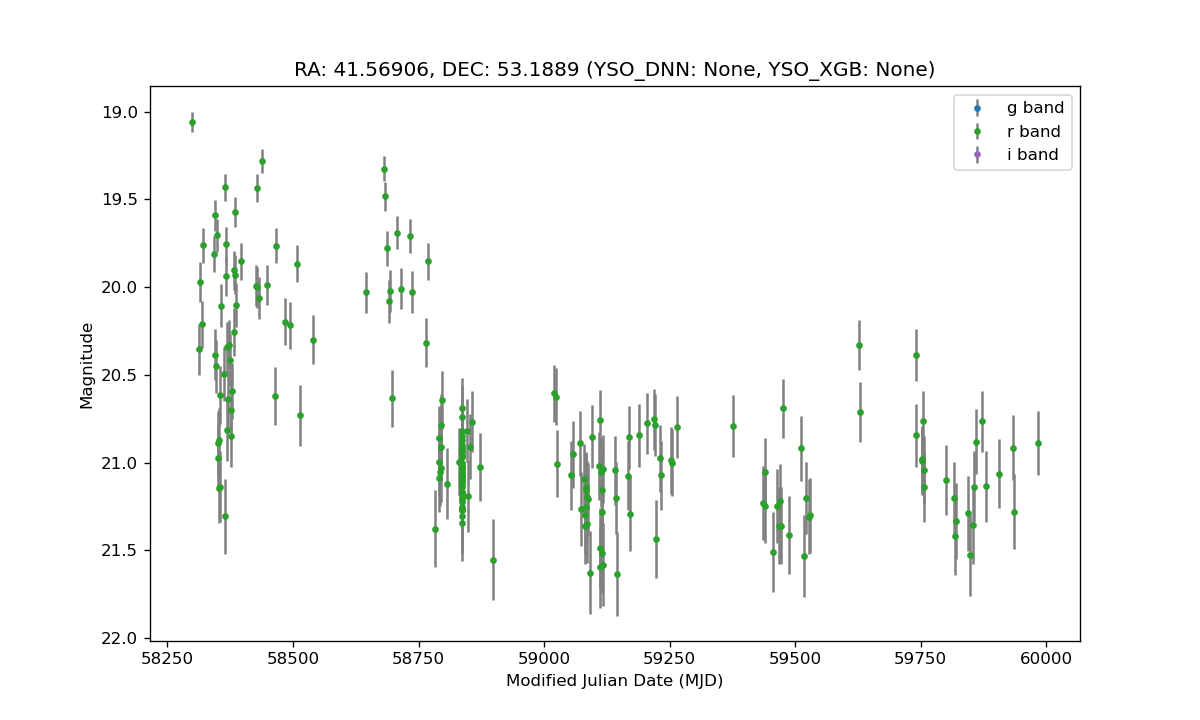 RA: 41.56906, DEC: 53.1889 (YSO_DNN: None, YSO_XGB: None)
g band
r band
i band
Magnitude
19.0
19.5
20.0
20.5
21.0
21.5
22.0
58250 58500 58750 59000 59250 59500 59750 60000
Modified Julian Date (MJD)